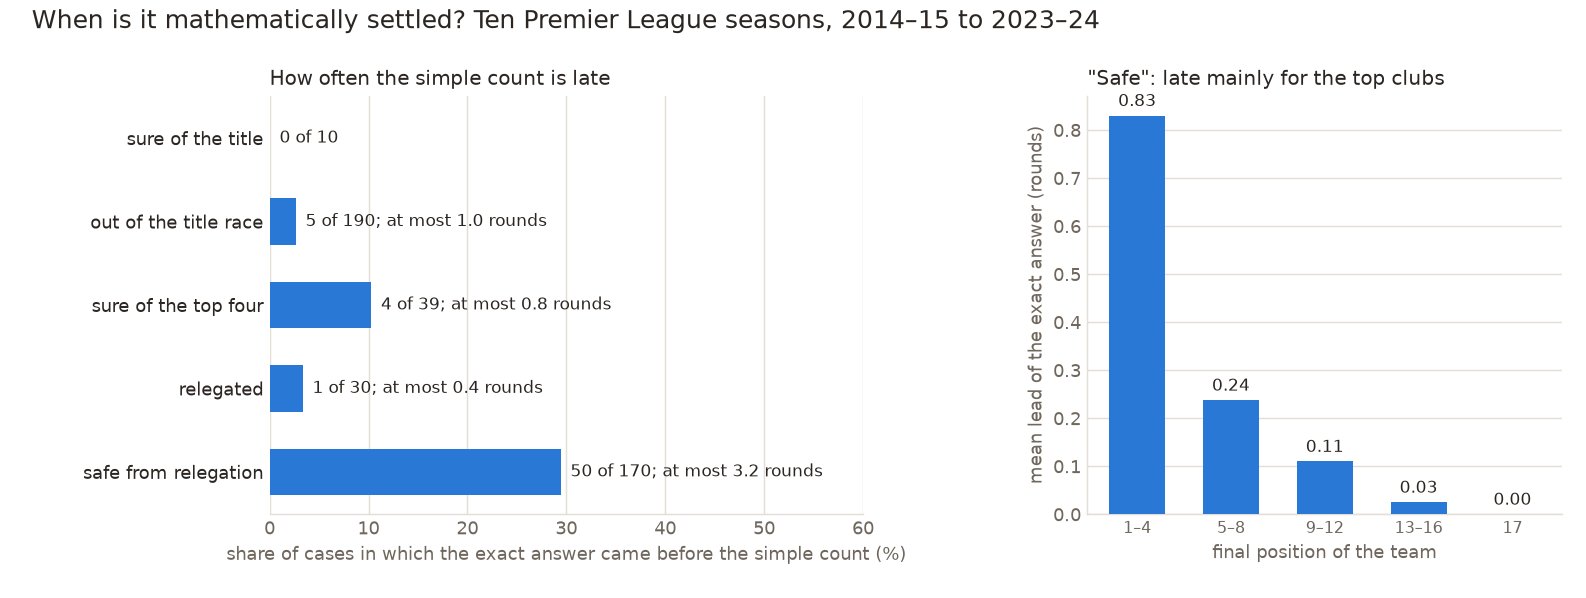 When is it mathematically settled? Ten Premier League seasons, 2014–15 to 2023–24
How often the simple count is late
sure of the title
0 of 10
out of the title race
5 of 190; at most 1.0 rounds
sure of the top four
4 of 39; at most 0.8 rounds
relegated
1 of 30; at most 0.4 rounds
safe from relegation
50 of 170; at most 3.2 rounds
0 10 20 30 40 50 60
share of cases in which the exact answer came before the simple count (%)
"Safe": late mainly for the top clubs
mean lead of the exact answer (rounds)
0.8
0.7
0.6
0.5
0.4
0.3
0.2
0.1
0.0
0.83
0.24
0.11
0.03
0.00
1–4 5–8 9–12 13–16 17
final position of the team